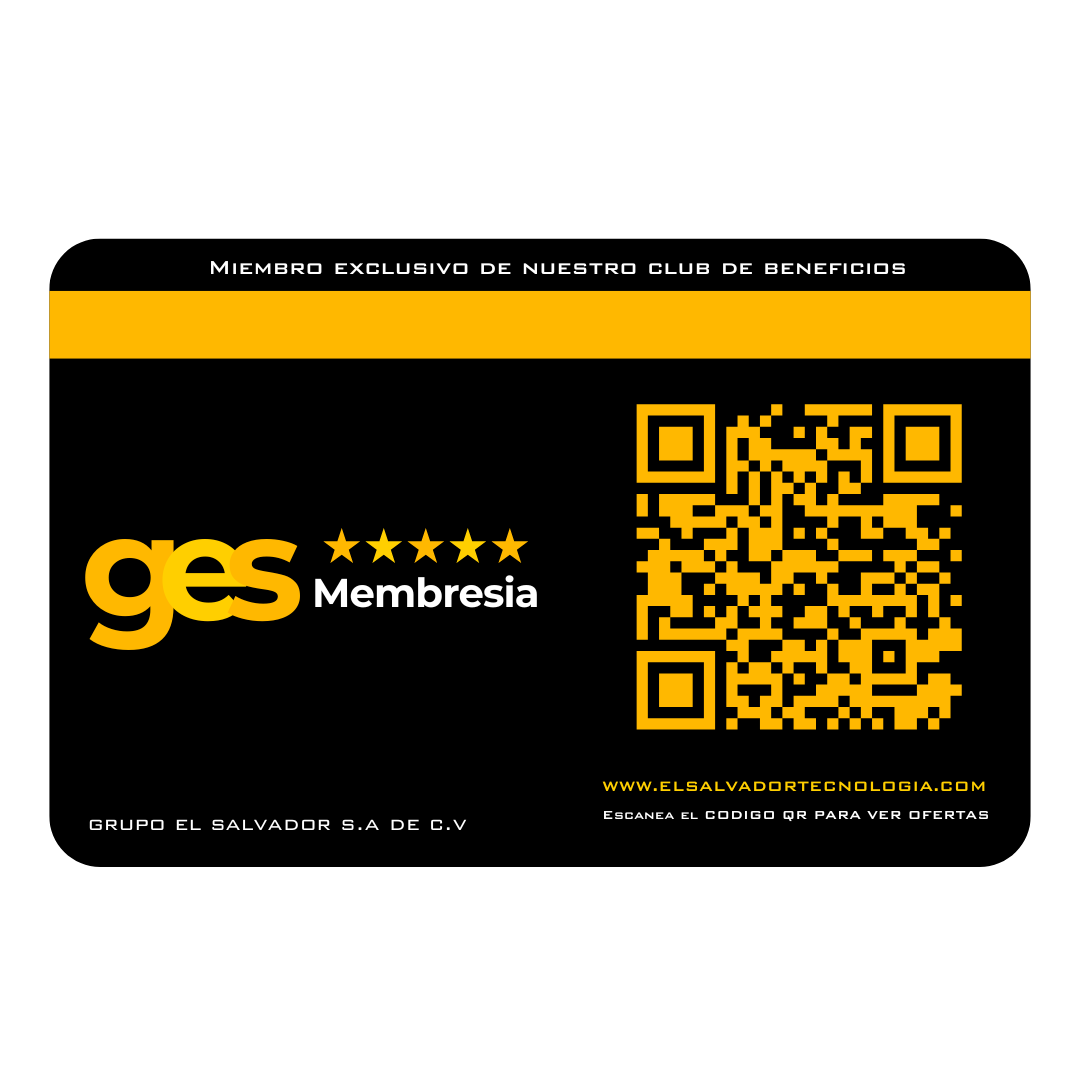 Miembro exclusivo de nuestro club de beneficios
ges
Membresia
www.elsalvadortecnologia.com
Escanea el CODIGO QR PARA VER OFERTAS
GRUPO EL SALVADOR S.A DE C.V